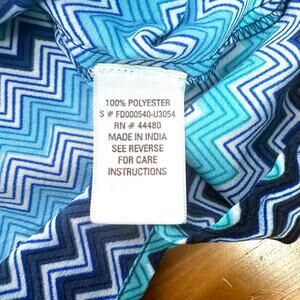 100% POLYESTER
S # FD000540-U3054
RN # 44480
MADE IN INDIA
SEE REVERSE
FOR CARE
INSTRUCTIONS